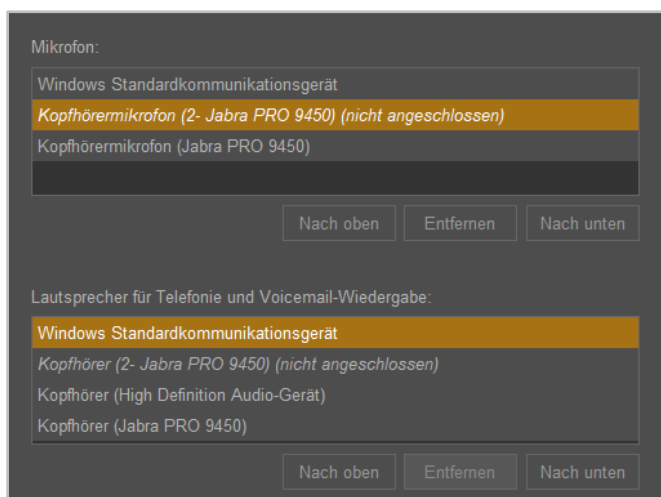 Mikrofon:
Windows Standardkommunikationsgerät
Kopfhörermikrofon (2- Jabra PRO 9450) (nicht angeschlossen)
Kopfhörermikrofon (Jabra PRO 9450)
Nach oben Entfernen Nach unten
Lautsprecher für Telefonie und Voicemail-Wiedergabe:
Windows Standardkommunikationsgerät
Kopfhörer (2- Jabra PRO 9450) (nicht angeschlossen)
Kopfhörer (High Definition Audio-Gerät)
Kopfhörer (Jabra PRO 9450)
Nach oben Entfernen Nach unten